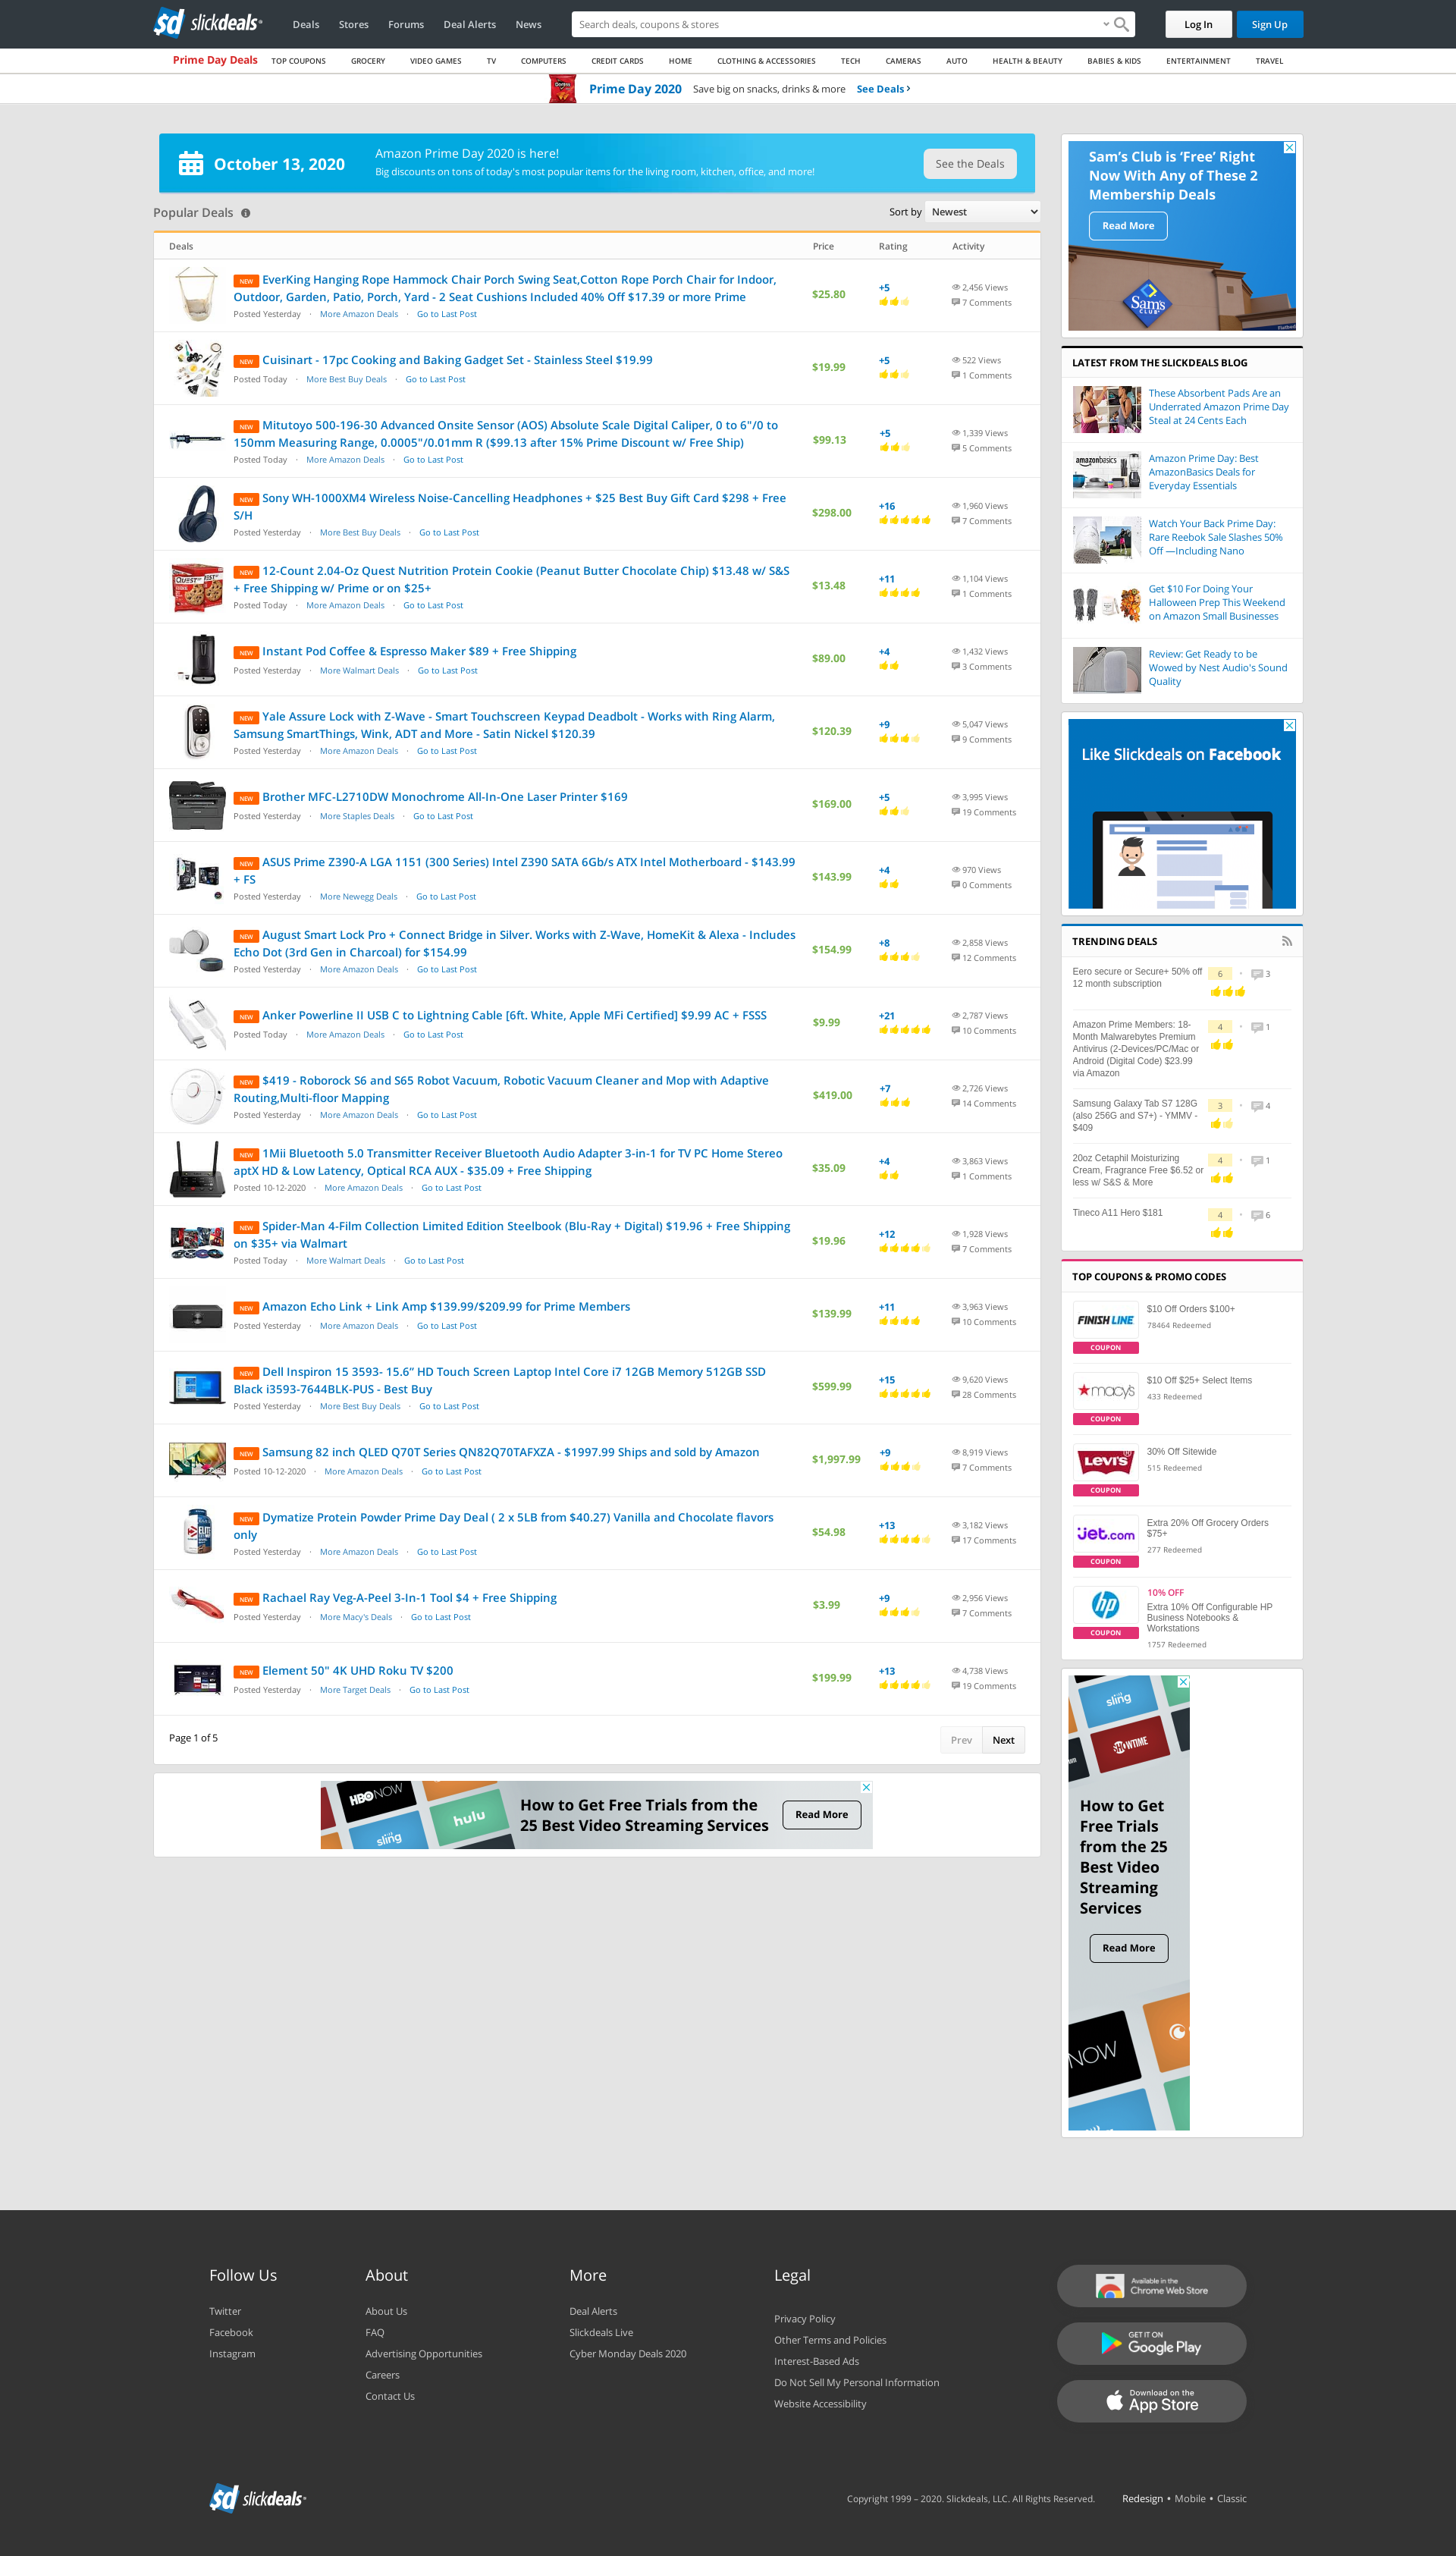 sd slickdeals
Deals Stores Forums Deal Alerts News
Search deals, coupons & stores
Log In Sign Up
Prime Day Deals TOP COUPONS GROCERY VIDEO GAMES TV COMPUTERS CREDIT CARDS HOME CLOTHING & ACCESSORIES TECH CAMERAS AUTO HEALTH & BEAUTY BABIES & KIDS ENTERTAINMENT TRAVEL
Prime Day 2020 Save big on snacks, drinks & more See Deals
October 13, 2020
Amazon Prime Day 2020 is here!
Big discounts on tons of today's most popular items for the living room, kitchen, office, and more!
See the Deals
Popular Deals
Sort by Newest
Deals Price Rating Activity
NEW EverKing Hanging Rope Hammock Chair Porch Swing Seat,Cotton Rope Porch Chair for Indoor,
Outdoor, Garden, Patio, Porch, Yard - 2 Seat Cushions Included 40% Off $17.39 or more Prime
Posted Yesterday · More Amazon Deals · Go to Last Post
$25.80
+5
2,456 Views
7 Comments
NEW Cuisinart - 17pc Cooking and Baking Gadget Set - Stainless Steel $19.99
Posted Today · More Best Buy Deals · Go to Last Post
$19.99
+5
522 Views
1 Comments
NEW Mitutoyo 500-196-30 Advanced Onsite Sensor (AOS) Absolute Scale Digital Caliper, 0 to 6"/0 to
150mm Measuring Range, 0.0005"/0.01mm R ($99.13 after 15% Prime Discount w/ Free Ship)
Posted Today · More Amazon Deals · Go to Last Post
$99.13
+5
1,339 Views
5 Comments
NEW Sony WH-1000XM4 Wireless Noise-Cancelling Headphones + $25 Best Buy Gift Card $298 + Free
S/H
Posted Yesterday · More Best Buy Deals · Go to Last Post
$298.00
+16
1,960 Views
7 Comments
NEW 12-Count 2.04-Oz Quest Nutrition Protein Cookie (Peanut Butter Chocolate Chip) $13.48 w/ S&S
+ Free Shipping w/ Prime or on $25+
Posted Today · More Amazon Deals · Go to Last Post
$13.48
+11
1,104 Views
1 Comments
NEW Instant Pod Coffee & Espresso Maker $89 + Free Shipping
Posted Yesterday · More Walmart Deals · Go to Last Post
$89.00
+4
1,432 Views
3 Comments
NEW Yale Assure Lock with Z-Wave - Smart Touchscreen Keypad Deadbolt - Works with Ring Alarm,
Samsung SmartThings, Wink, ADT and More - Satin Nickel $120.39
Posted Yesterday · More Amazon Deals · Go to Last Post
$120.39
+9
5,047 Views
9 Comments
NEW Brother MFC-L2710DW Monochrome All-In-One Laser Printer $169
Posted Yesterday · More Staples Deals · Go to Last Post
$169.00
+5
3,995 Views
19 Comments
NEW ASUS Prime Z390-A LGA 1151 (300 Series) Intel Z390 SATA 6Gb/s ATX Intel Motherboard - $143.99
+ FS
Posted Yesterday · More Newegg Deals · Go to Last Post
$143.99
+4
970 Views
0 Comments
NEW August Smart Lock Pro + Connect Bridge in Silver. Works with Z-Wave, HomeKit & Alexa - Includes
Echo Dot (3rd Gen in Charcoal) for $154.99
Posted Yesterday · More Amazon Deals · Go to Last Post
$154.99
+8
2,858 Views
12 Comments
NEW Anker Powerline II USB C to Lightning Cable [6ft. White, Apple MFi Certified] $9.99 AC + FSSS
Posted Today · More Amazon Deals · Go to Last Post
$9.99
+21
2,787 Views
10 Comments
NEW $419 - Roborock S6 and S65 Robot Vacuum, Robotic Vacuum Cleaner and Mop with Adaptive
Routing,Multi-floor Mapping
Posted Yesterday · More Amazon Deals · Go to Last Post
$419.00
+7
2,726 Views
14 Comments
NEW 1Mii Bluetooth 5.0 Transmitter Receiver Bluetooth Audio Adapter 3-in-1 for TV PC Home Stereo
aptX HD & Low Latency, Optical RCA AUX - $35.09 + Free Shipping
Posted 10-12-2020 · More Amazon Deals · Go to Last Post
$35.09
+4
3,863 Views
1 Comments
NEW Spider-Man 4-Film Collection Limited Edition Steelbook (Blu-Ray + Digital) $19.96 + Free Shipping
on $35+ via Walmart
Posted Today · More Walmart Deals · Go to Last Post
$19.96
+12
1,928 Views
7 Comments
NEW Amazon Echo Link + Link Amp $139.99/$209.99 for Prime Members
Posted Yesterday · More Amazon Deals · Go to Last Post
$139.99
+11
3,963 Views
10 Comments
NEW Dell Inspiron 15 3593- 15.6” HD Touch Screen Laptop Intel Core i7 12GB Memory 512GB SSD
Black i3593-7644BLK-PUS - Best Buy
Posted Yesterday · More Best Buy Deals · Go to Last Post
$599.99
+15
9,620 Views
28 Comments
NEW Samsung 82 inch QLED Q70T Series QN82Q70TAFXZA - $1997.99 Ships and sold by Amazon
Posted 10-12-2020 · More Amazon Deals · Go to Last Post
$1,997.99
+9
8,919 Views
7 Comments
NEW Dymatize Protein Powder Prime Day Deal ( 2 x 5LB from $40.27) Vanilla and Chocolate flavors
only
Posted Yesterday · More Amazon Deals · Go to Last Post
$54.98
+13
3,182 Views
17 Comments
NEW Rachael Ray Veg-A-Peel 3-In-1 Tool $4 + Free Shipping
Posted Yesterday · More Macy's Deals · Go to Last Post
$3.99
+9
2,956 Views
7 Comments
NEW Element 50" 4K UHD Roku TV $200
Posted Yesterday · More Target Deals · Go to Last Post
$199.99
+13
4,738 Views
19 Comments
Page 1 of 5
Prev Next
HBO NOW
sling
hulu
How to Get Free Trials from the
25 Best Video Streaming Services
Read More
Sam's Club is ‘Free’ Right
Now With Any of These 2
Membership Deals
Read More
Sam's
CLUB
LATEST FROM THE SLICKDEALS BLOG
These Absorbent Pads Are an
Underrated Amazon Prime Day
Steal at 24 Cents Each
amazonbasics
Amazon Prime Day: Best
AmazonBasics Deals for
Everyday Essentials
Watch Your Back Prime Day:
Rare Reebok Sale Slashes 50%
Off —Including Nano
Get $10 For Doing Your
Halloween Prep This Weekend
on Amazon Small Businesses
Review: Get Ready to be
Wowed by Nest Audio's Sound
Quality
Like Slickdeals on Facebook
TRENDING DEALS
Eero secure or Secure+ 50% off
12 month subscription
6 · 3
Amazon Prime Members: 18-
Month Malwarebytes Premium
Antivirus (2-Devices/PC/Mac or
Android (Digital Code) $23.99
via Amazon
4 · 1
Samsung Galaxy Tab S7 128G
(also 256G and S7+) - YMMV -
$409
3 · 4
20oz Cetaphil Moisturizing
Cream, Fragrance Free $6.52 or
less w/ S&S & More
4 · 1
Tineco A11 Hero $181
4 · 6
TOP COUPONS & PROMO CODES
FINISH LINE
COUPON
$10 Off Orders $100+
78464 Redeemed
macy's
COUPON
$10 Off $25+ Select Items
433 Redeemed
LEVI'S
COUPON
30% Off Sitewide
515 Redeemed
jet.com
COUPON
Extra 20% Off Grocery Orders
$75+
277 Redeemed
hp
COUPON
10% OFF
Extra 10% Off Configurable HP
Business Notebooks &
Workstations
1757 Redeemed
sling
SHOWTIME
How to Get
Free Trials
from the 25
Best Video
Streaming
Services
Read More
NOW
Follow Us
Twitter
Facebook
Instagram
About
About Us
FAQ
Advertising Opportunities
Careers
Contact Us
More
Deal Alerts
Slickdeals Live
Cyber Monday Deals 2020
Legal
Privacy Policy
Other Terms and Policies
Interest-Based Ads
Do Not Sell My Personal Information
Website Accessibility
Available in the
Chrome Web Store
GET IT ON
Google Play
Download on the
App Store
sd slickdeals
Copyright 1999 – 2020. Slickdeals, LLC. All Rights Reserved.
Redesign • Mobile • Classic